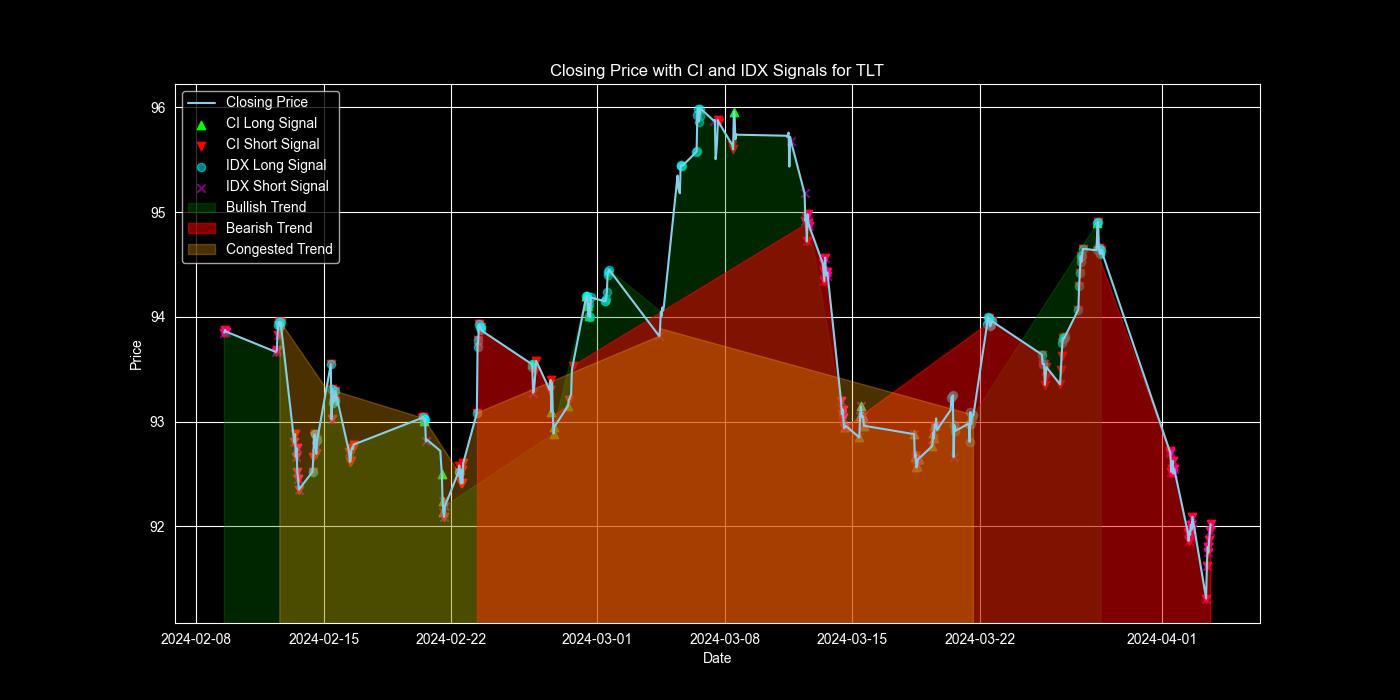 Closing Price with CI and IDX Signals for TLT
Closing Price
CI Long Signal
CI Short Signal
IDX Long Signal
IDX Short Signal
Bullish Trend
Bearish Trend
Congested Trend
96
95
94
93
92
Price
2024-02-08 2024-02-15 2024-02-22 2024-03-01 2024-03-08 2024-03-15 2024-03-22 2024-04-01
Date